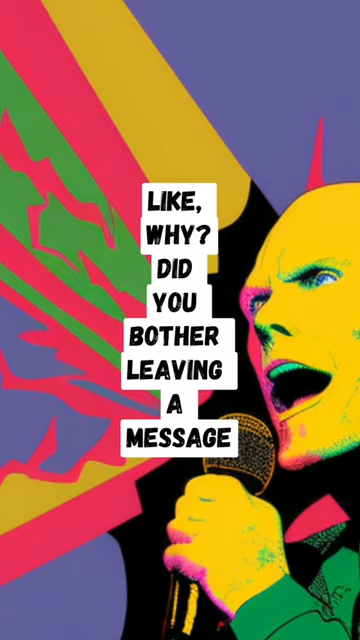 LIKE,
WHY?
DID
YOU
BOTHER
LEAVING
A
MESSAGE